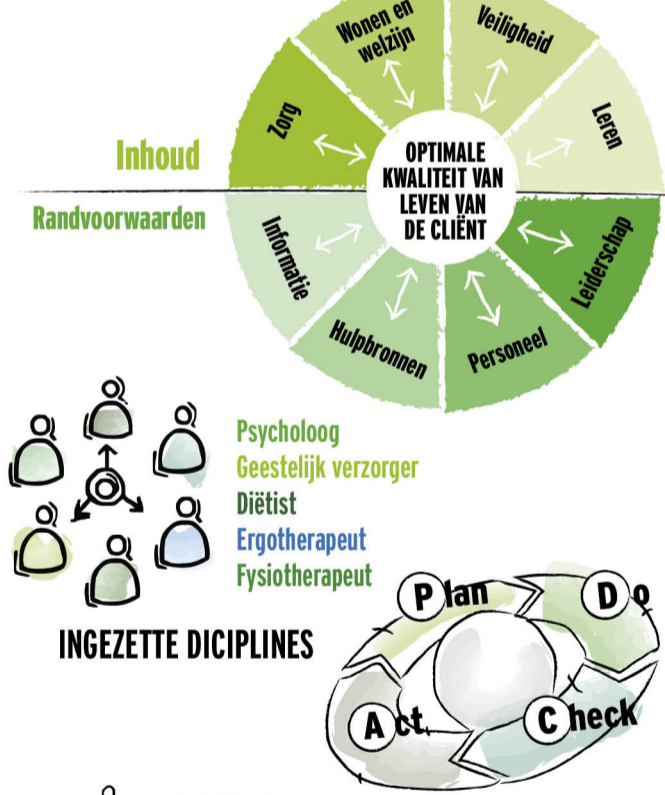 Wonen en
welzijn
Veiligheid
Zorg
Leren
Inhoud
OPTIMALE
KWALITEIT VAN
LEVEN VAN
DE CLIËNT
Randvoorwaarden
Informatie
Leiderschap
Hulpbronnen
Personeel
Psycholoog
Geestelijk verzorger
Diëtist
Ergotherapeut
Fysiotherapeut
INGEZETTE DICIPLINES
Plan
Do
Act
Check